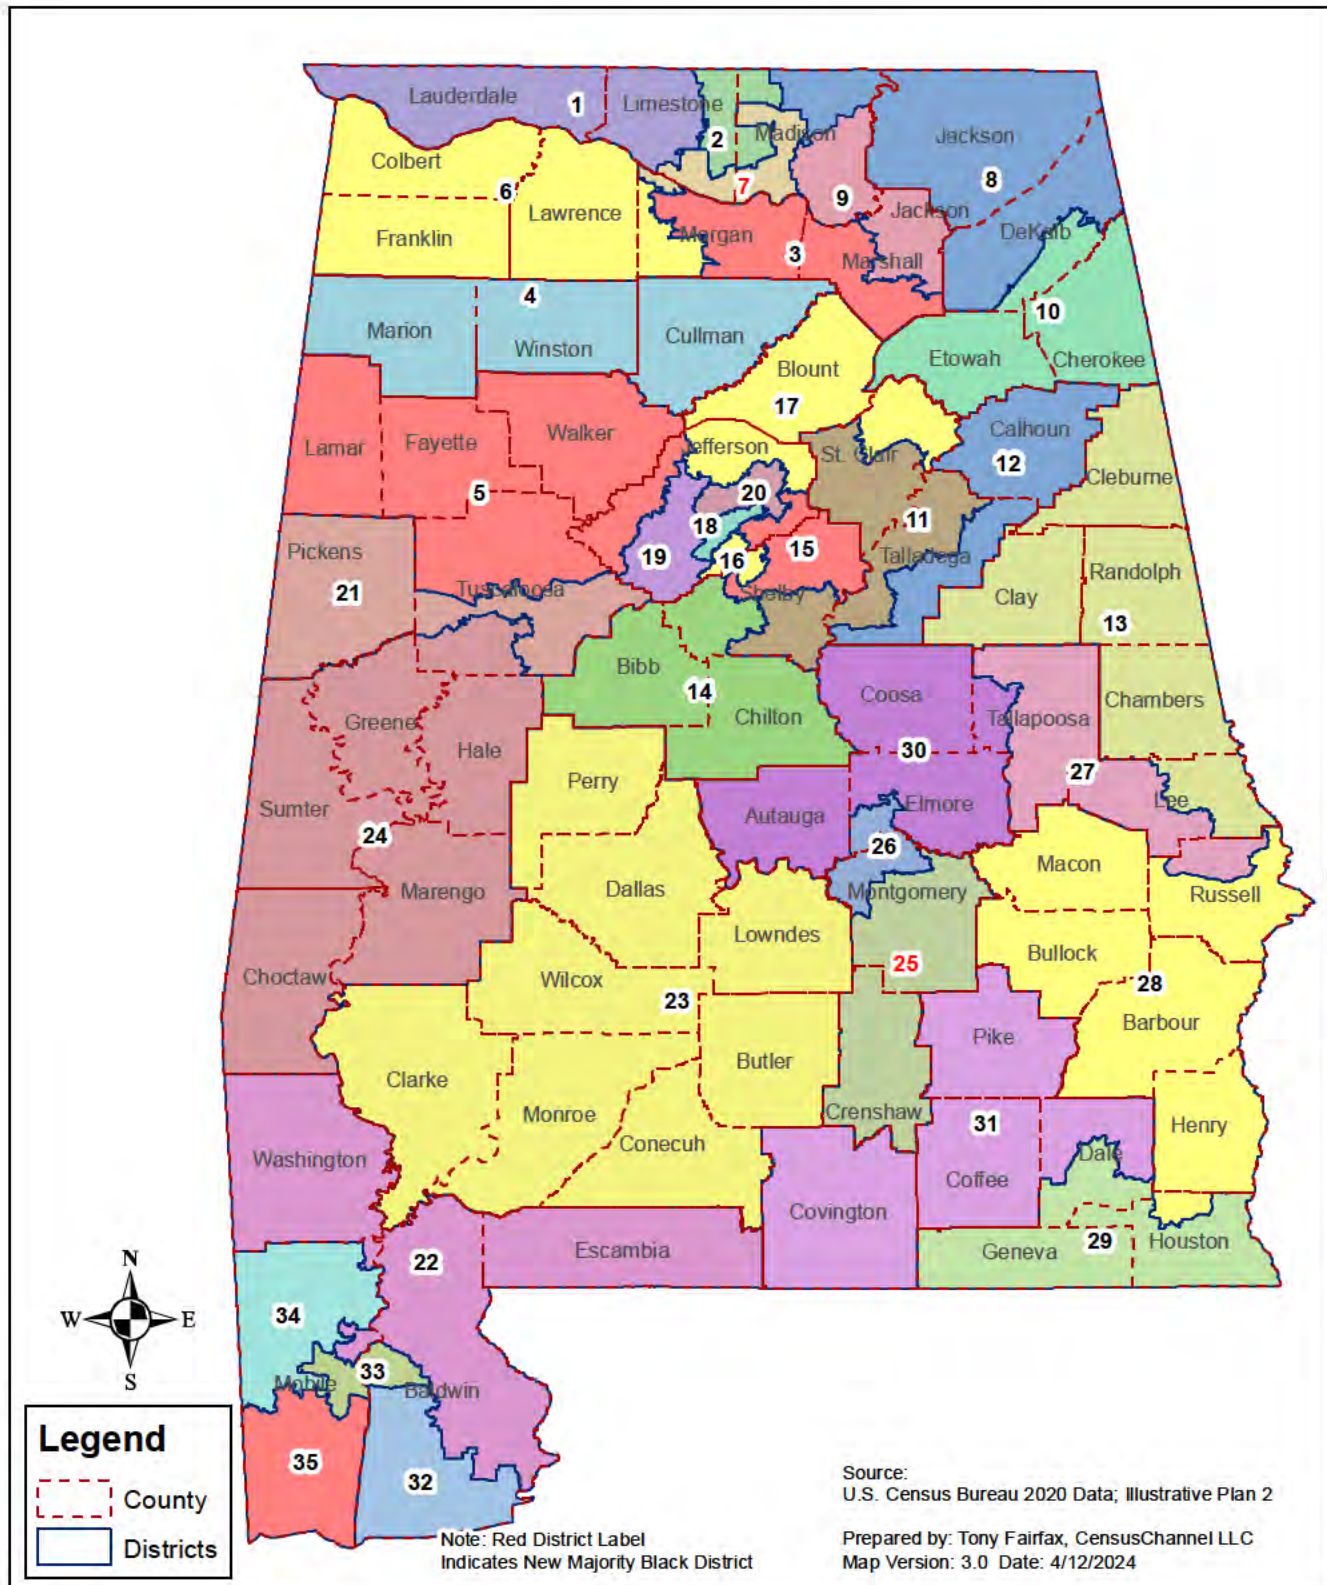 Lauderdale
1
Limestone
2
Madison
Jackson
8
Colbert
6
Lawrence
7
9
Jackson
Franklin
Morgan
3
Marshall
DeKalb
4
10
Marion
Winston
Cullman
Etowah
Cherokee
Blount
17
Lamar
Fayette
Walker
Jefferson
St. Clair
Calhoun
12
Cleburne
5
20
18
11
19
16
15
Talladega
Pickens
21
Tuscaloosa
Shelby
Clay
Randolph
13
Bibb
14
Chilton
Coosa
Tallapoosa
Chambers
Greene
Hale
30
Perry
27
Sumter
24
Autauga
Elmore
Lee
26
Macon
Marengo
Dallas
Montgomery
Russell
Lowndes
25
Bullock
Choctaw
Wilcox
23
28
Barbour
Pike
Clarke
Butler
Monroe
Crenshaw
31
Henry
Washington
Conecuh
Dale
Coffee
Covington
22
Escambia
Geneva
29
Houston
N
W
E
S
34
33
Mobile
Baldwin
35
32
Legend
County
Districts
Note: Red District Label
Indicates New Majority Black District
Source:
U.S. Census Bureau 2020 Data; Illustrative Plan 2
Prepared by: Tony Fairfax, CensusChannel LLC
Map Version: 3.0 Date: 4/12/2024